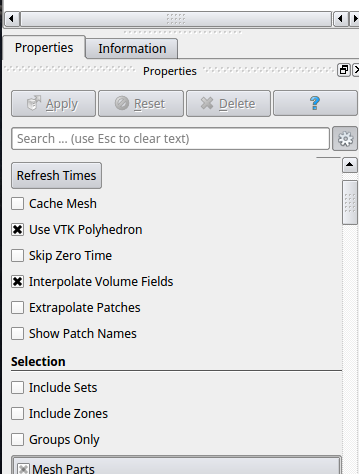 Properties Information
Properties
Apply Reset Delete ?
Search ... (use Esc to clear text)
Refresh Times
Cache Mesh
Use VTK Polyhedron
Skip Zero Time
Interpolate Volume Fields
Extrapolate Patches
Show Patch Names
Selection
Include Sets
Include Zones
Groups Only
Mesh Parts